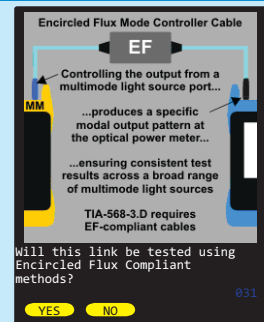 Encircled Flux Mode Controller Cable
EF
Controlling the output from a
multimode light source port...
MM
...produces a specific
modal output pattern at
the optical power meter...
...ensuring consistent test
results across a broad range
of multimode light sources
TIA-568-3.D requires
EF-compliant cables
Will this link be tested using
Encircled Flux Compliant
methods?
031
YES NO